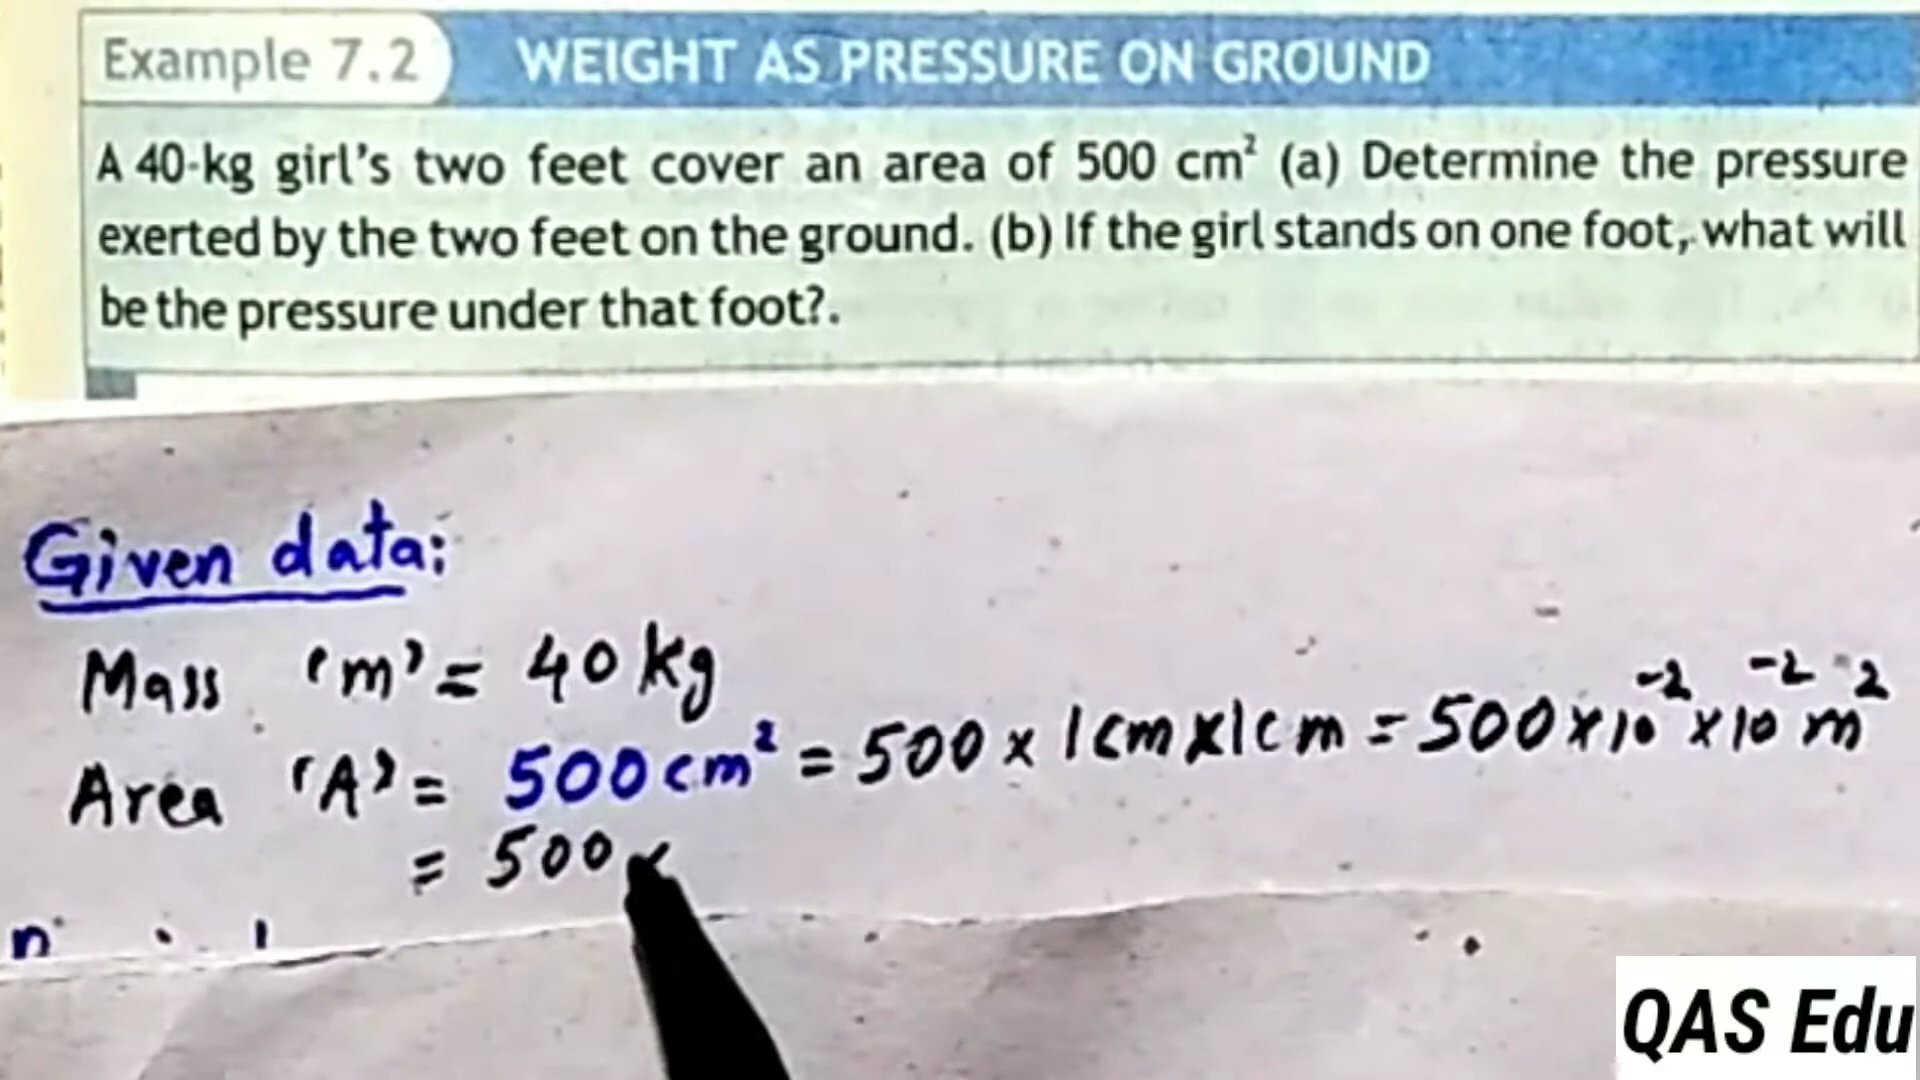 Example 7.2 WEIGHT AS PRESSURE ON GROUND
A 40-kg girl's two feet cover an area of 500 cm² (a) Determine the pressure
exerted by the two feet on the ground. (b) If the girl stands on one foot, what will
be the pressure under that foot?.
Given data:
Mass 'm' = 40 kg
Area 'A' = 500 cm² = 500 × 1cm × 1cm = 500 × 10⁻² × 10⁻² m²
= 500 ×
QAS Edu